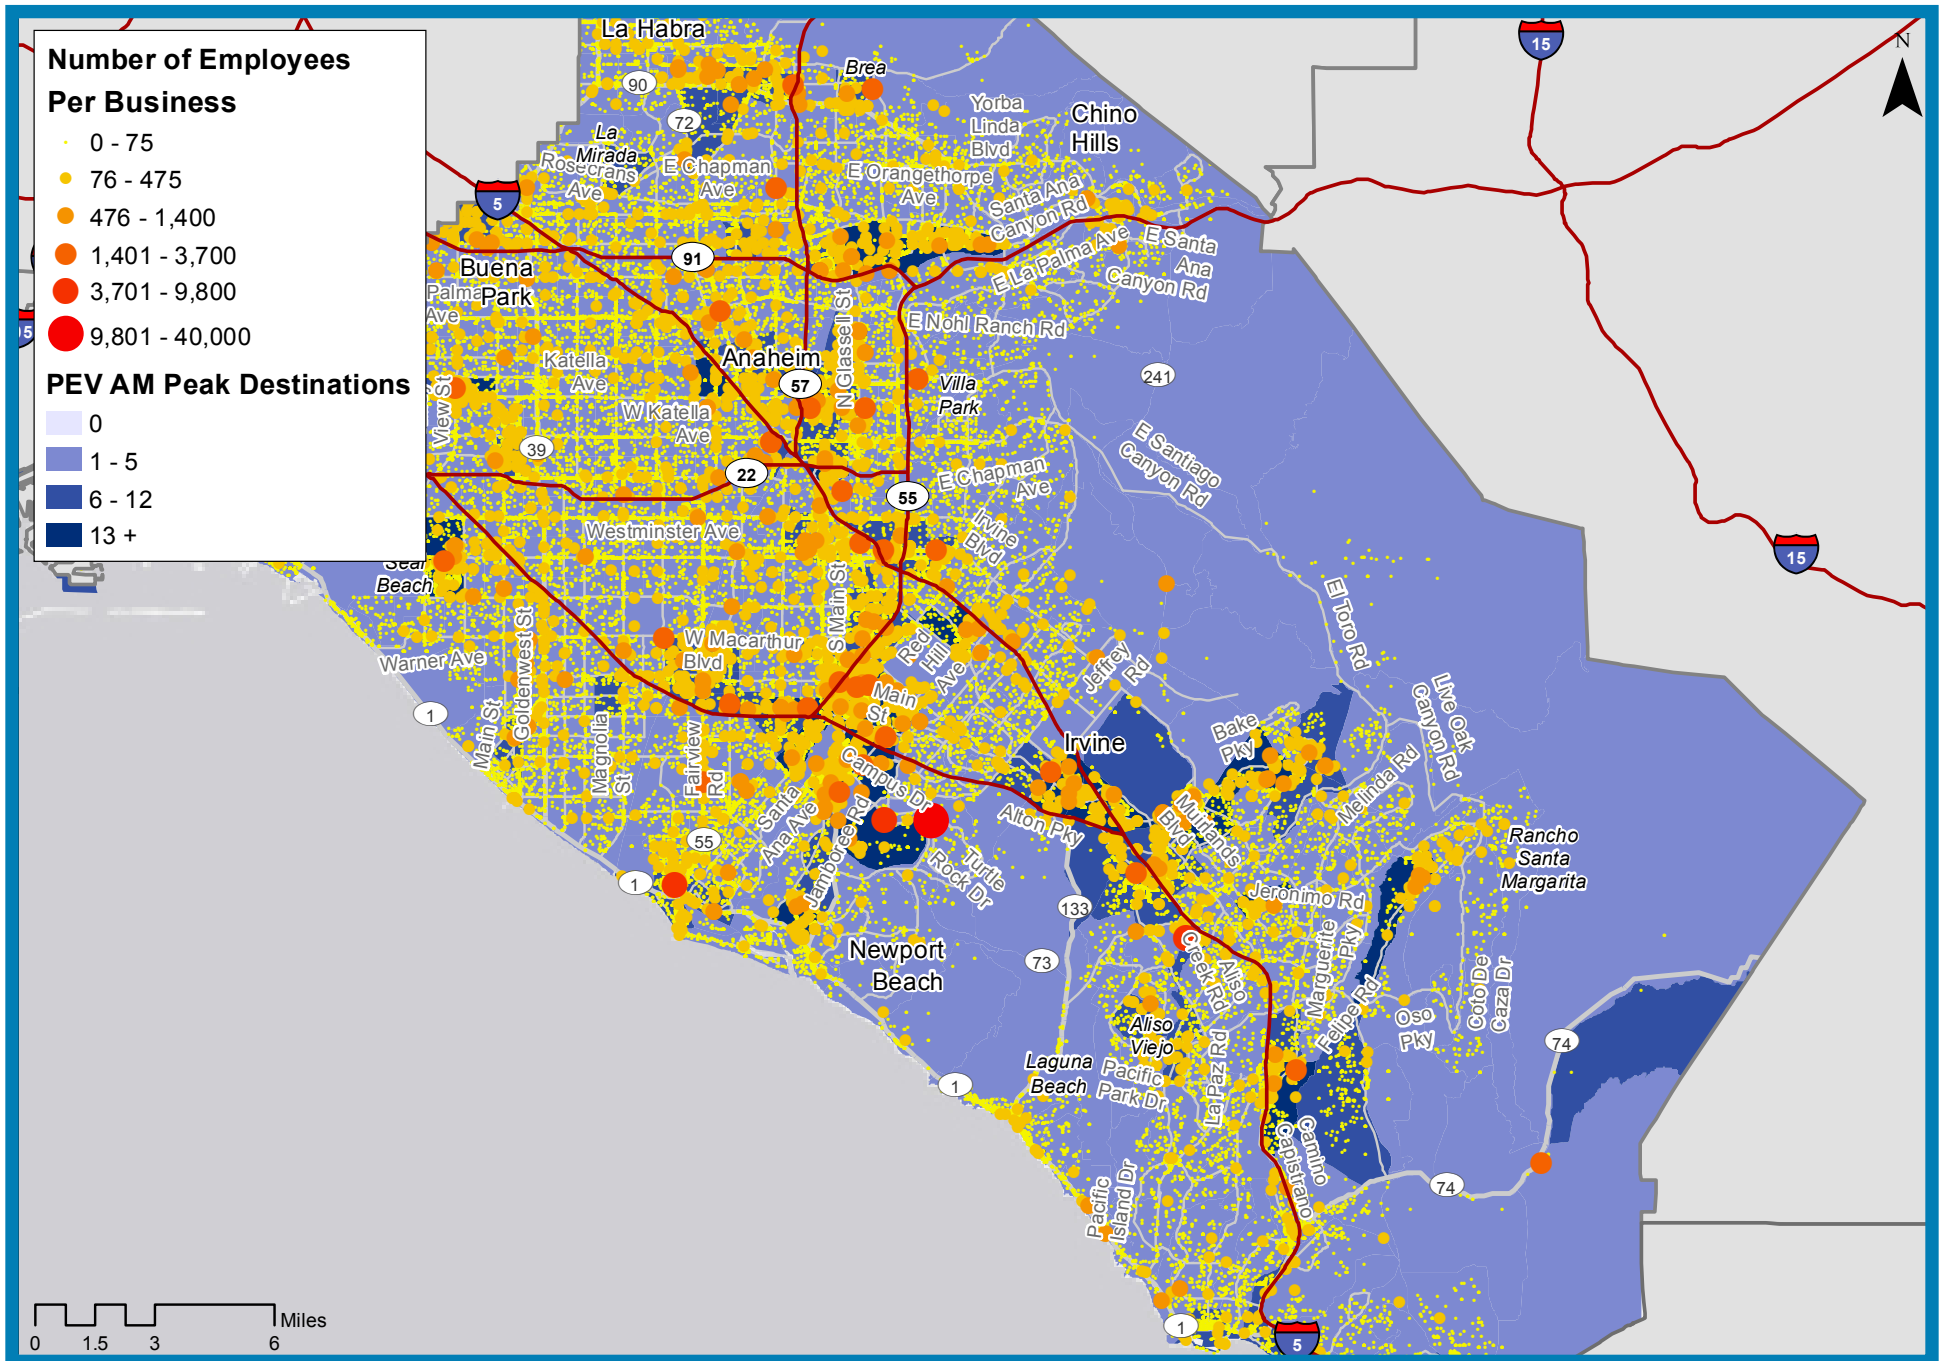 Number of Employees
Per Business
0 - 75
76 - 475
476 - 1,400
1,401 - 3,700
3,701 - 9,800
9,801 - 40,000
PEV AM Peak Destinations
0
1 - 5
6 - 12
13 +
La Habra
Brea
90
72
Yorba
Linda
Blvd
Chino
Hills
15
N
La
Mirada
Rosecrans
Ave
E Chapman
Ave
E Orangethorpe
Ave
Santa Ana
Canyon Rd
5
91
E La Palma Ave
E Santa
Ana
Canyon Rd
Buena
Park
Palma
Ave
5
N Glassell St
E Nohl Ranch Rd
Katella
Ave
Anaheim
57
Villa
Park
241
View St
W Katella
Ave
39
22
E Chapman
Ave
E Santiago
Canyon Rd
55
Westminster Ave
Irvine
Blvd
15
Seal
Beach
S Main St
El Toro Rd
Goldenwest St
Warner Ave
W Macarthur
Blvd
Red
Hill
Ave
Jeffrey
Rd
1
Main St
Magnolia
St
Fairview
Rd
Main
St
Irvine
Bake
Pky
Live Oak
Canyon Rd
Melinda Rd
Campus Dr
Santa
Ana Ave
Jamboree Rd
Alton Pky
Muirlands
Blvd
55
1
Turtle
Rock Dr
Rancho
Santa
Margarita
Jeronimo Rd
133
Newport
Beach
73
Aliso
Creek Rd
Marguerite
Pky
Felipe Rd
Oso
Pky
Coto De
Caza Dr
Aliso
Viejo
Laguna
Beach
Pacific
Park Dr
La Paz Rd
74
1
Camino
Capistrano
74
Pacific
Island Dr
1
5
Miles
0
1.5
3
6